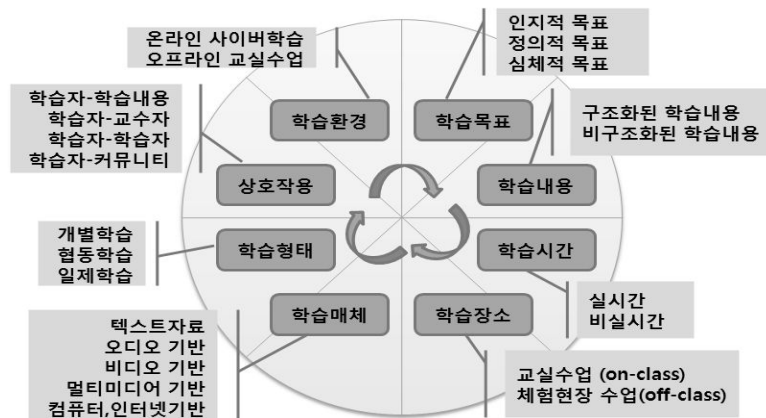 온라인 사이버학습
오프라인 교실수업
인지적 목표
정의적 목표
심체적 목표
학습자-학습내용
학습자-교수자
학습자-학습자
학습자-커뮤니티
학습환경
학습목표
구조화된 학습내용
비구조화된 학습내용
상호작용
학습내용
개별학습
협동학습
일제학습
학습형태
학습시간
실시간
비실시간
학습매체
학습장소
텍스트자료
오디오 기반
비디오 기반
멀티미디어 기반
컴퓨터,인터넷기반
교실수업 (on-class)
체험현장 수업(off-class)